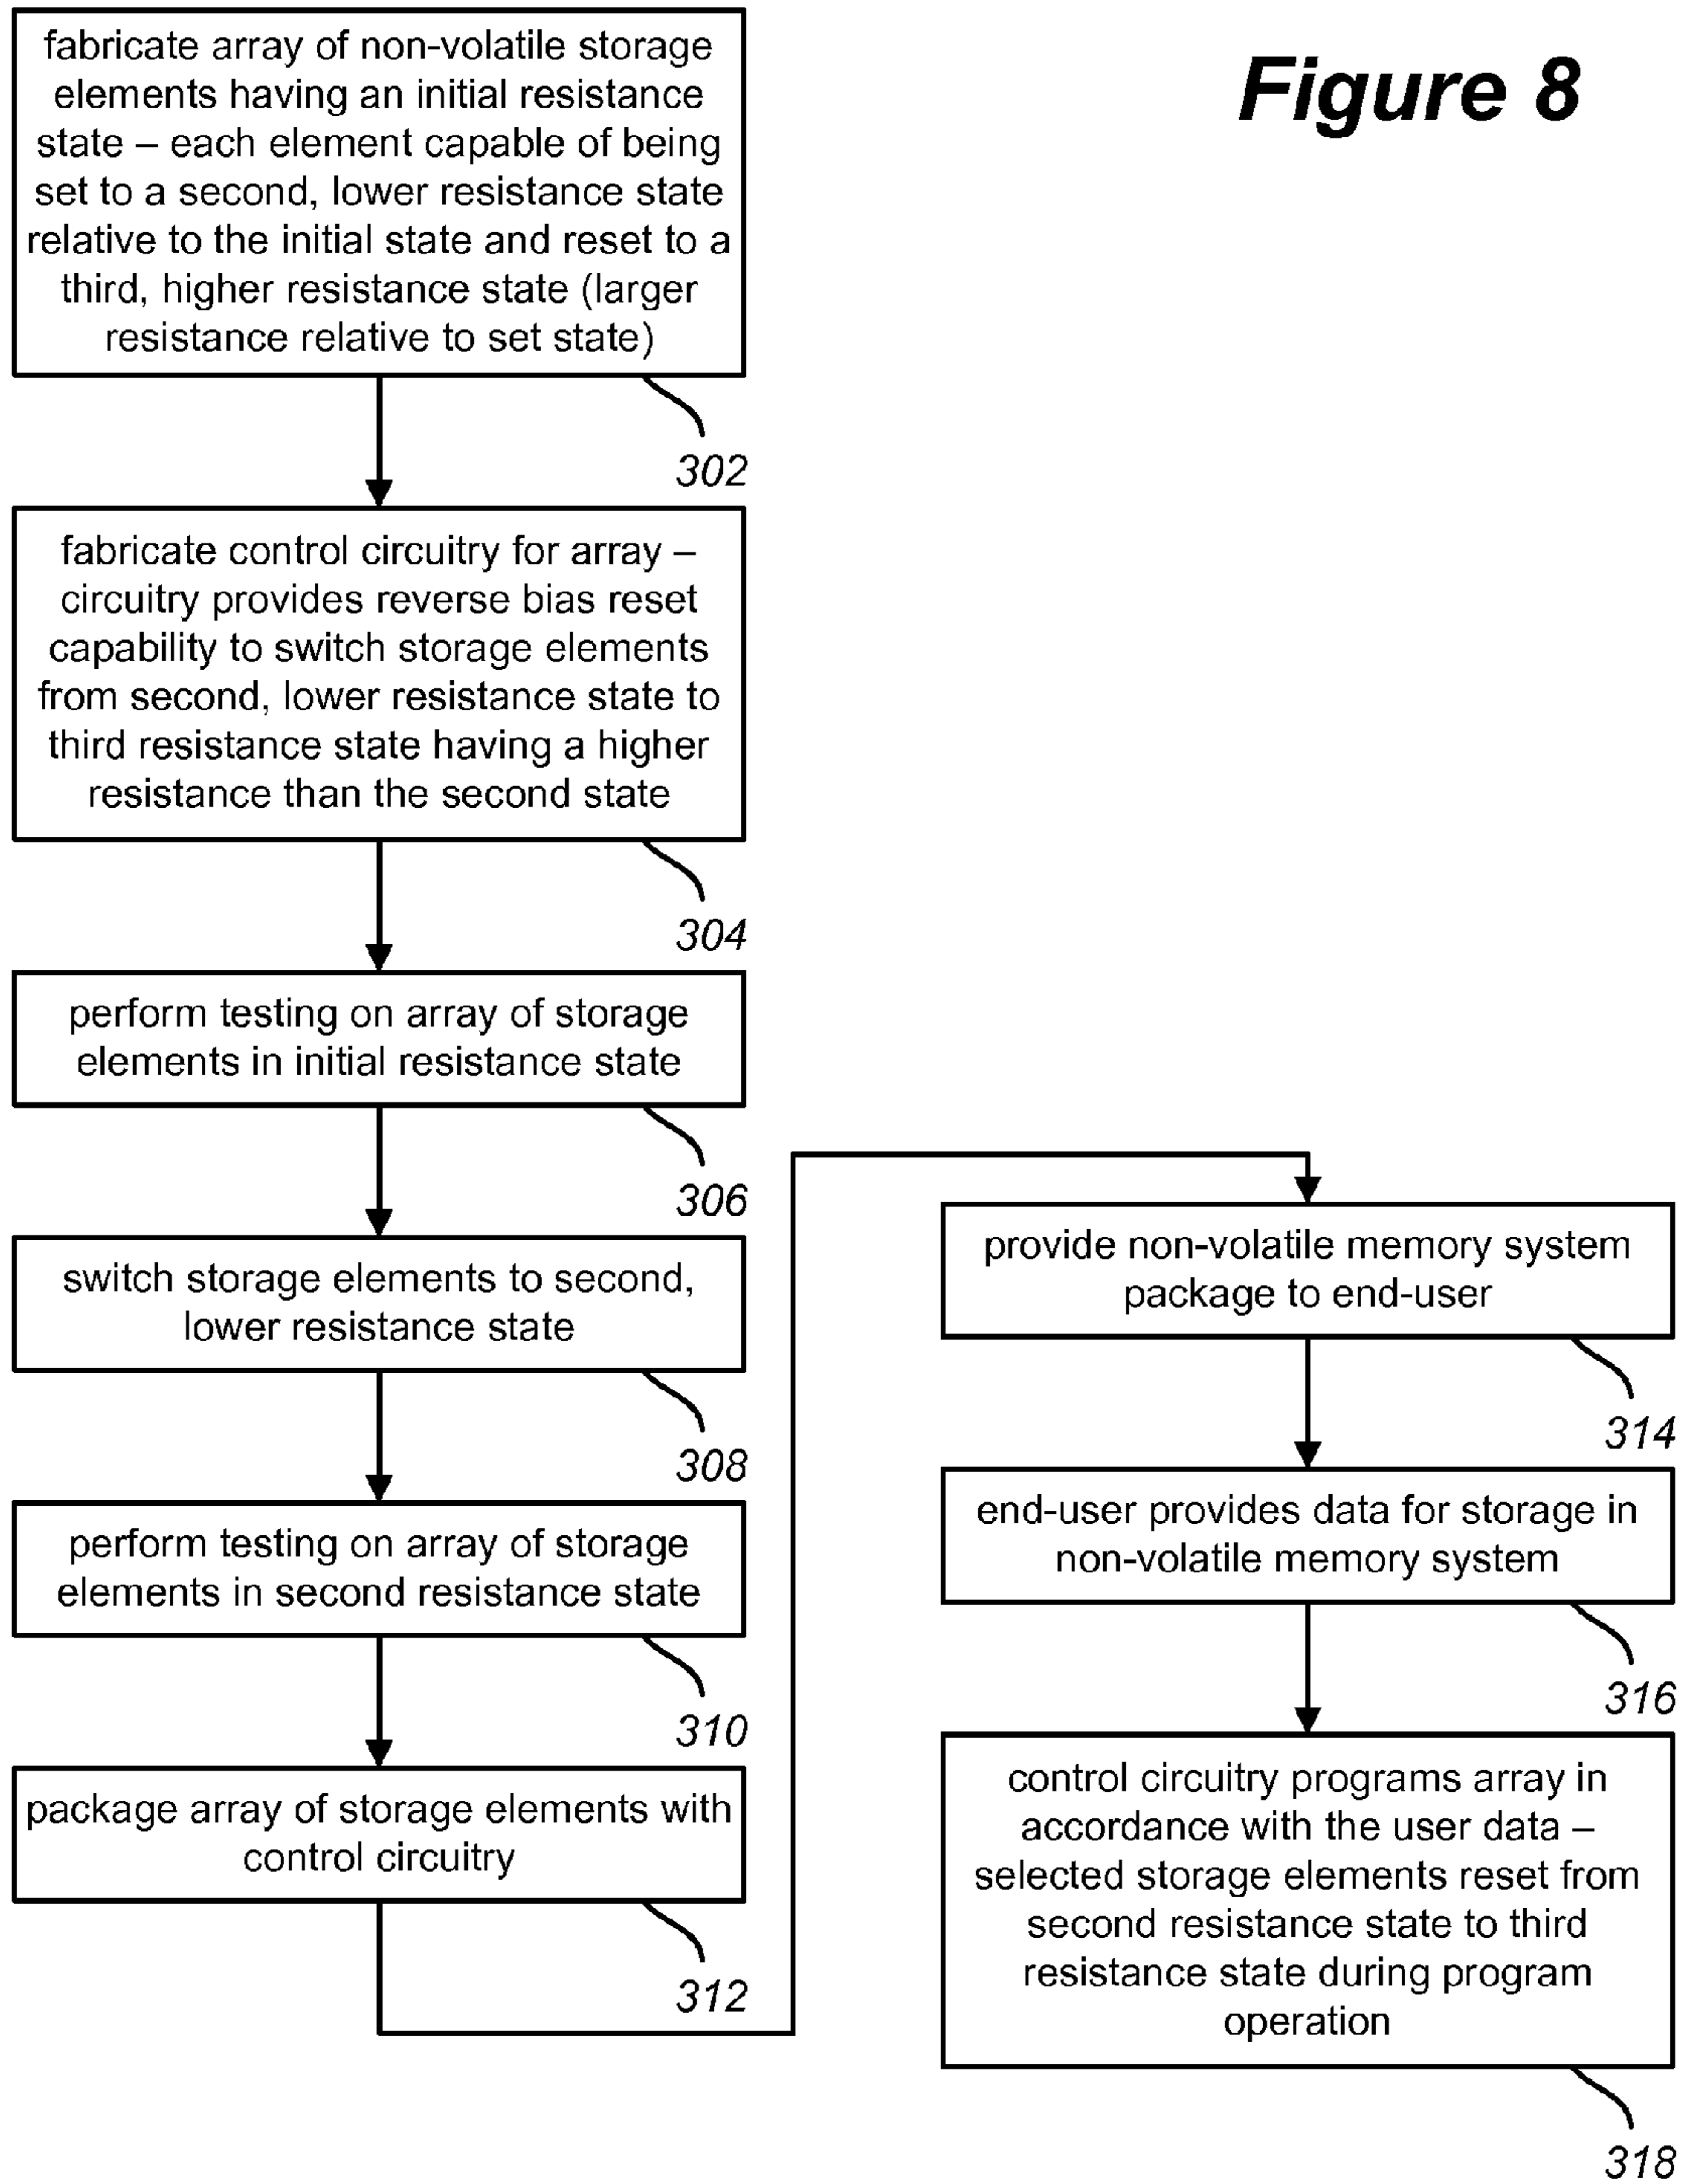 Figure 8
fabricate array of non-volatile storage
elements having an initial resistance
state – each element capable of being
set to a second, lower resistance state
relative to the initial state and reset to a
third, higher resistance state (larger
resistance relative to set state)
302
fabricate control circuitry for array –
circuitry provides reverse bias reset
capability to switch storage elements
from second, lower resistance state to
third resistance state having a higher
resistance than the second state
304
perform testing on array of storage
elements in initial resistance state
306
switch storage elements to second,
lower resistance state
308
perform testing on array of storage
elements in second resistance state
310
package array of storage elements with
control circuitry
312
provide non-volatile memory system
package to end-user
314
end-user provides data for storage in
non-volatile memory system
316
control circuitry programs array in
accordance with the user data –
selected storage elements reset from
second resistance state to third
resistance state during program
operation
318